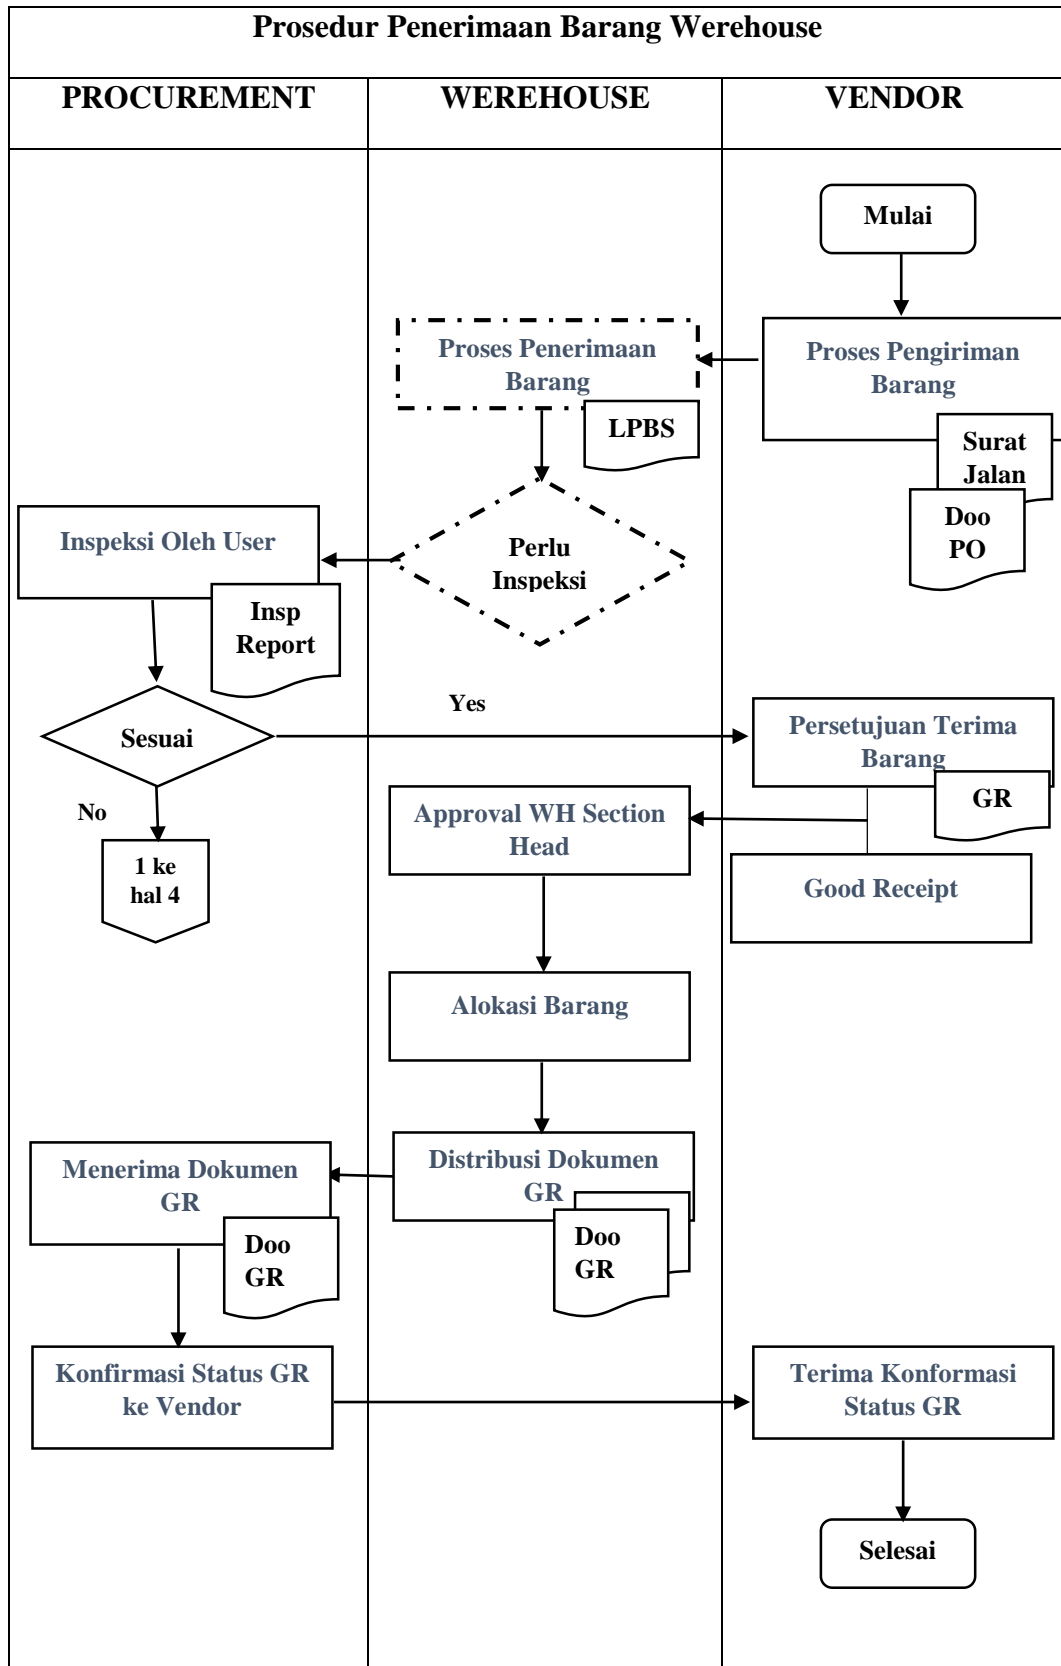 Prosedur Penerimaan Barang Werehouse
PROCUREMENT
WEREHOUSE
VENDOR
Mulai
Proses Penerimaan
Barang
LPBS
Proses Pengiriman
Barang
Surat
Jalan
Doo
PO
Inspeksi Oleh User
Insp
Report
Perlu
Inspeksi
Sesuai
Yes
No
1 ke
hal 4
Persetujuan Terima
Barang
GR
Approval WH Section
Head
Good Receipt
Alokasi Barang
Menerima Dokumen
GR
Doo
GR
Distribusi Dokumen
GR
Doo
GR
Konfirmasi Status GR
ke Vendor
Terima Konformasi
Status GR
Selesai